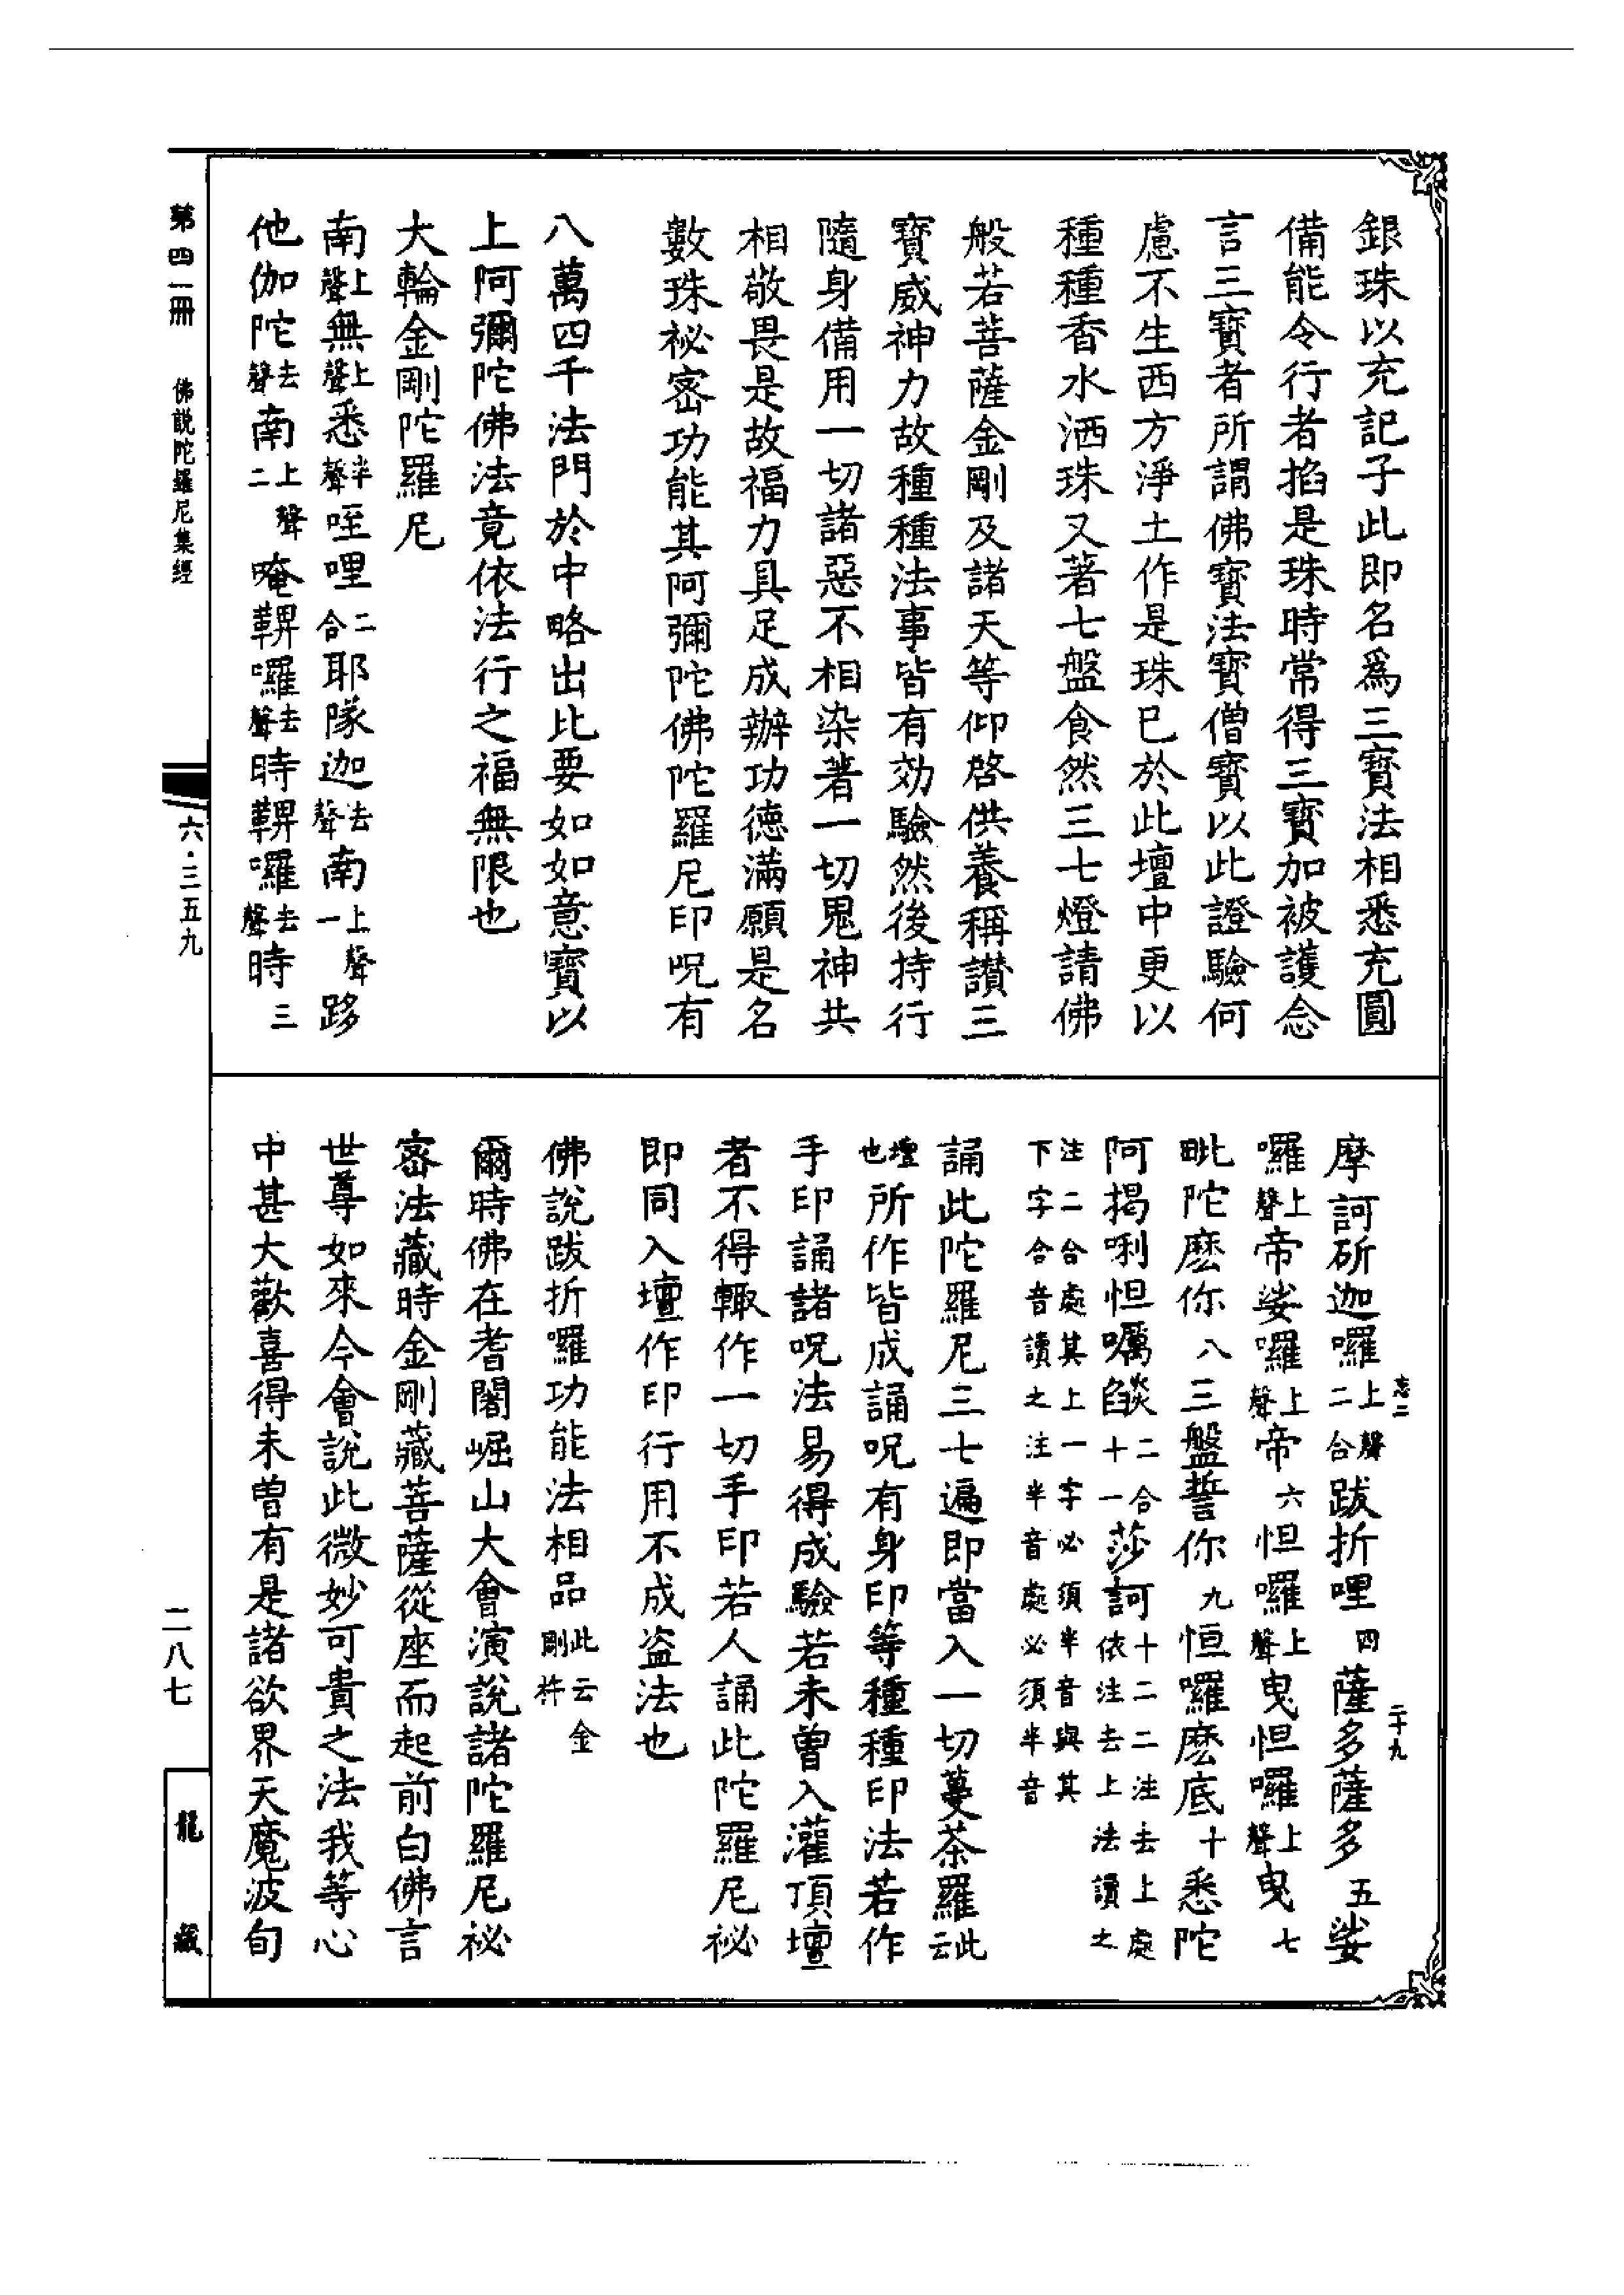 銀珠以充記子此即名爲三寶法相悉充圓
備能令行者掐是珠時常得三寶加被護念
言三寶者所謂佛寶法寶僧寶以此證驗何
慮不生西方淨土作是珠已於此壇中更以
種種香水洒珠又著七盤食然三七燈請佛
般若菩薩金剛及諸天等仰啓供養稱讃三
寶威神力故種種法事皆有効驗然後持行
隨身備用一切諸惡不相染著一切鬼神共
相敬畏是故福力具足成辦功德滿願是名
數珠祕密功能其阿彌陀佛陀羅尼印呪有
八萬四千法門於中略出比要如如意寶以
上阿彌陀佛法竟依法行之福無限也
大輪金剛陀羅尼
南上聲無上聲悉半聲咥哩二合耶隊迦去聲南上聲一跢
他伽陀去聲南上聲二唵鞞囉去聲時鞞囉去聲時三
第四一冊 佛説陀羅尼集經
六·三五九
摩訶斫迦囉上聲二合跋折哩四薩多薩多五娑
志二 二十九
囉上聲帝娑囉上聲帝六怛囉上聲曳怛囉上聲曳七
毗陀麽你八三盤誓你九恒囉麽底十悉陀
阿揭唎怛囑𦦨二合十一莎訶十二二注去上處依注去上法讀之
注二合處其上一字必須半音與其下字合音讀之注半音處必須半音
誦此陀羅尼三七遍即當入一切蔓茶羅此云
壇也所作皆成誦呪有身印等種種印法若作
手印誦諸呪法易得成驗若未曾入灌頂壇
者不得輙作一切手印若人誦此陀羅尼祕
即同入壇作印行用不成盜法也
佛說跋折囉功能法相品此云金剛杵
爾時佛在耆闍崛山大會演說諸陀羅尼祕
密法藏時金剛藏菩薩從座而起前白佛言
世尊如來今會說此微妙可貴之法我等心
中甚大歡喜得未曾有是諸欲界天魔波旬
二八七
龍藏